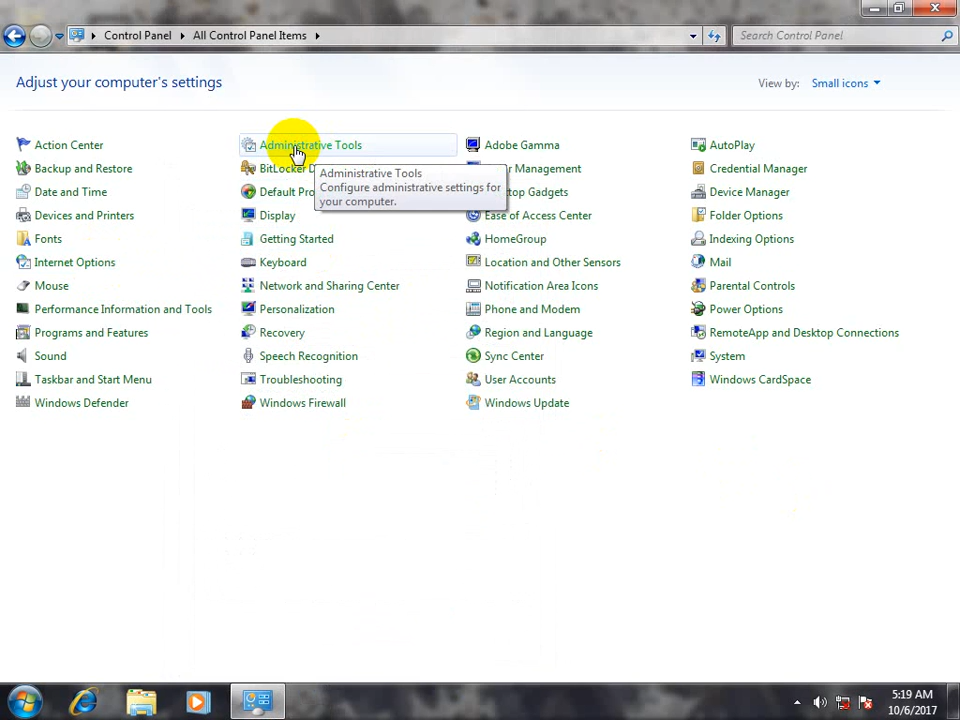 Control Panel All Control Panel Items
Search Control Panel
Adjust your computer's settings
View by: Small icons
Action Center
Administrative Tools
Adobe Gamma
AutoPlay
Backup and Restore
BitLocker
Management
Credential Manager
Administrative Tools
Configure administrative settings for
your computer.
Date and Time
Default
Gadgets
Device Manager
Devices and Printers
Display
Ease of Access Center
Folder Options
Fonts
Getting Started
HomeGroup
Indexing Options
Internet Options
Keyboard
Location and Other Sensors
Mail
Mouse
Network and Sharing Center
Notification Area Icons
Parental Controls
Performance Information and Tools
Personalization
Phone and Modem
Power Options
Programs and Features
Recovery
Region and Language
RemoteApp and Desktop Connections
Sound
Speech Recognition
Sync Center
System
Taskbar and Start Menu
Troubleshooting
User Accounts
Windows CardSpace
Windows Defender
Windows Firewall
Windows Update
5:19 AM
10/6/2017